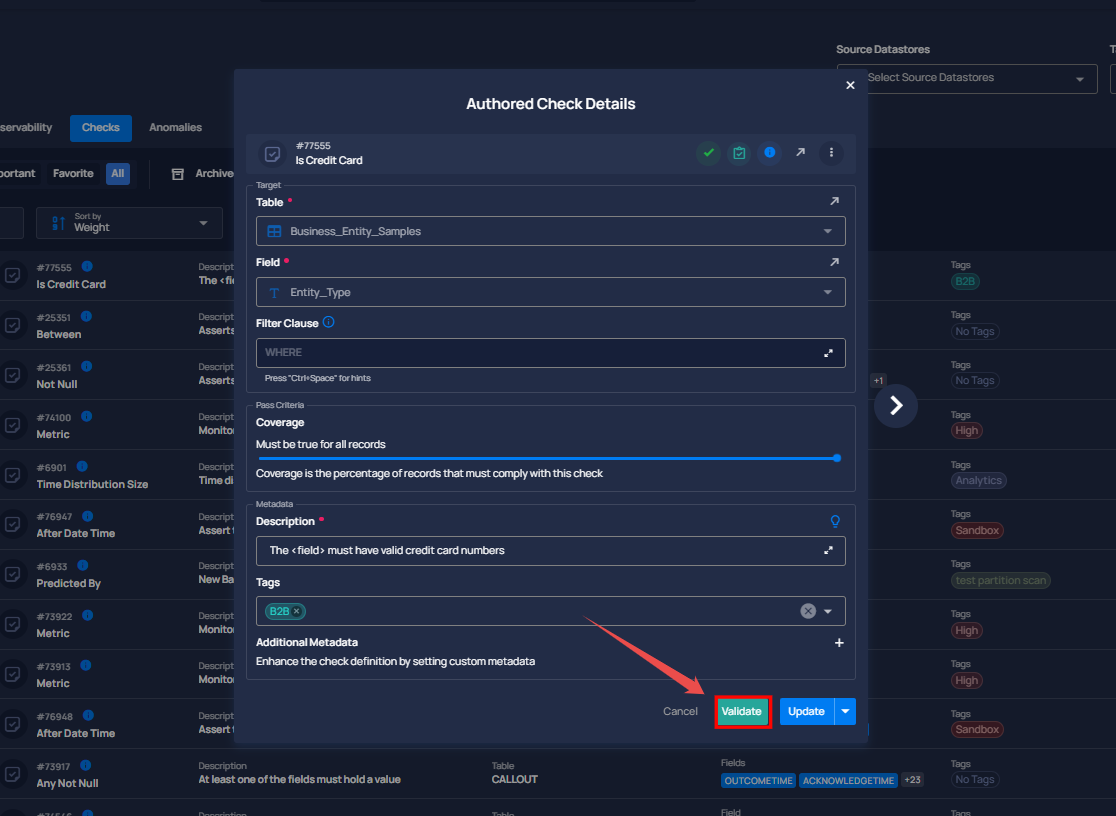 Source Datastores
Select Source Datastores
servability
Checks
Anomalies
portant
Favorite
All
Archive
Sort by
Weight
Authored Check Details
#77555
Is Credit Card
Target
Table *
Business_Entity_Samples
Field *
Entity_Type
Filter Clause
WHERE
Press "Ctrl+Space" for hints
Pass Criteria
Coverage
Must be true for all records
Coverage is the percentage of records that must comply with this check
Metadata
Description *
The <field> must have valid credit card numbers
Tags
B2B
Additional Metadata
Enhance the check definition by setting custom metadata
Cancel
Validate
Update
#77555
Is Credit Card
Descript
The <fie
Tags
B2B
#25351
Between
Descript
Asserts
Tags
No Tags
#25361
Not Null
Descript
Asserts
+1
Tags
No Tags
#74100
Metric
Descript
Monitor
Tags
High
#6901
Time Distribution Size
Descript
Time di
Tags
Analytics
#76947
After Date Time
Descript
Assert t
Tags
Sandbox
#6933
Predicted By
Descript
New Ba
Tags
test partition scan
#73922
Metric
Descript
Monitor
Tags
High
#73913
Metric
Descript
Monitor
Tags
High
#76948
After Date Time
Descript
Assert t
Tags
Sandbox
#73917
Any Not Null
Description
At least one of the fields must hold a value
Table
CALLOUT
Fields
OUTCOMETIME ACKNOWLEDGETIME +23
Tags
No Tags
Description
Table
Field
Tags